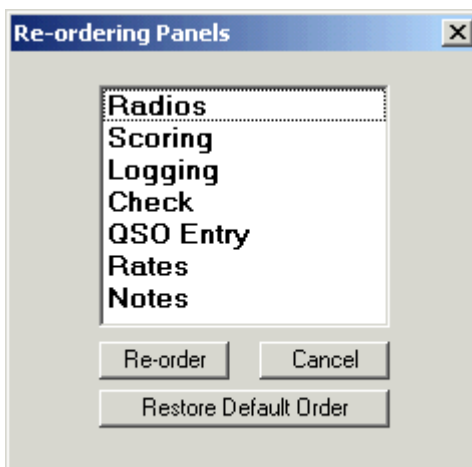 Re-ordering Panels
Radios
Scoring
Logging
Check
QSO Entry
Rates
Notes
Re-order Cancel
Restore Default Order